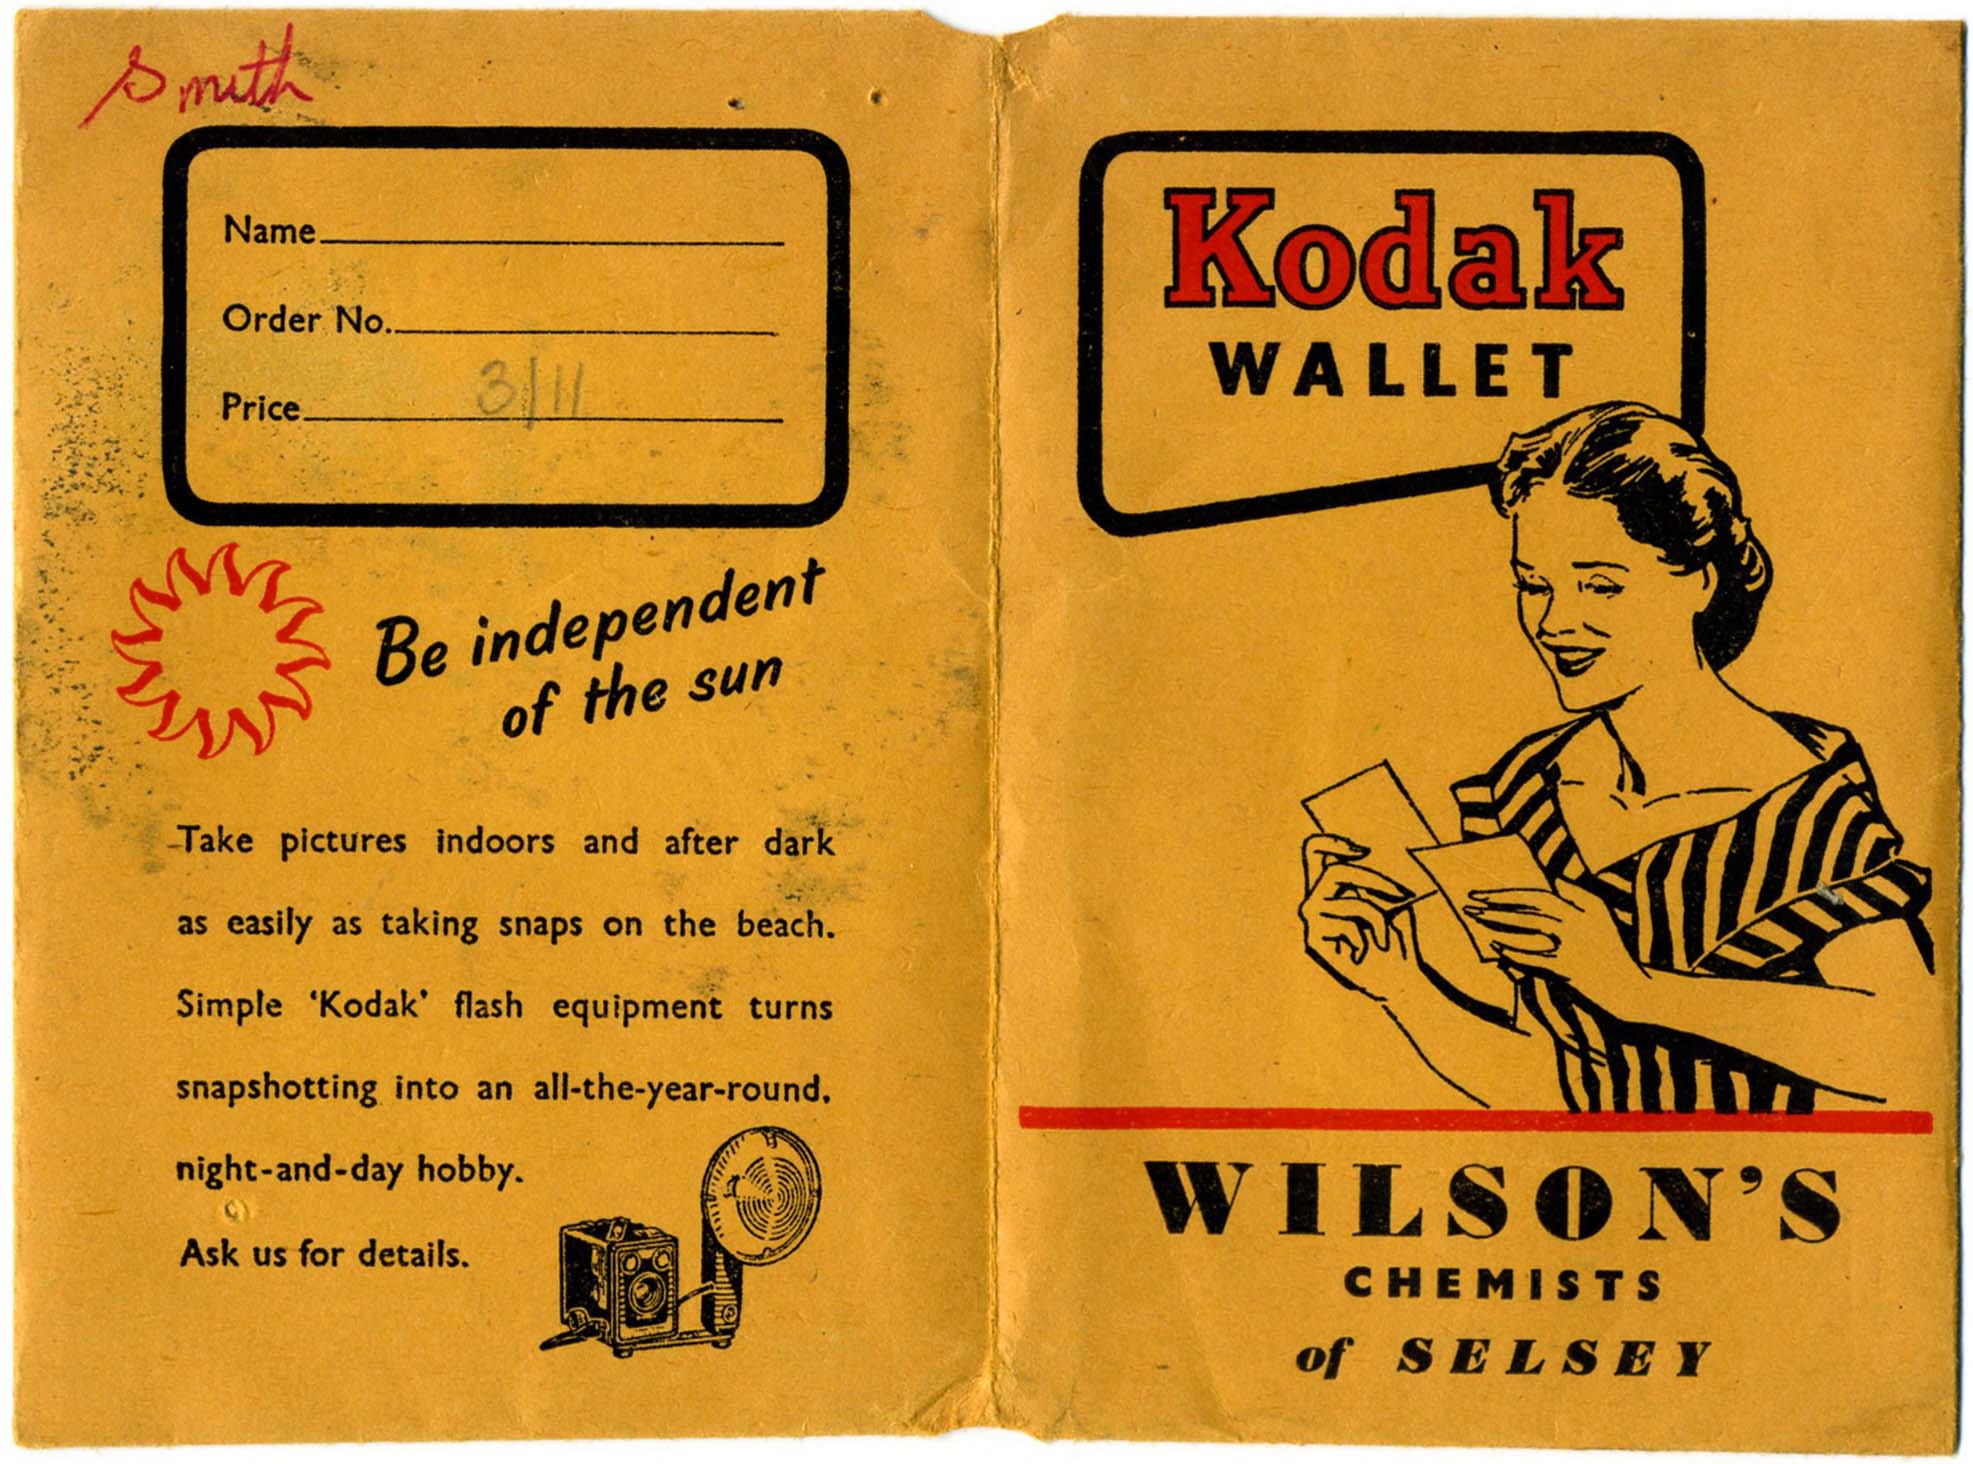 Smith
Name
Order No.
Price 3/11
Be independent
of the sun
Take pictures indoors and after dark
as easily as taking snaps on the beach.
Simple 'Kodak' flash equipment turns
snapshotting into an all-the-year-round,
night-and-day hobby.
Ask us for details.
Kodak
WALLET
WILSON'S
CHEMISTS
of SELSEY